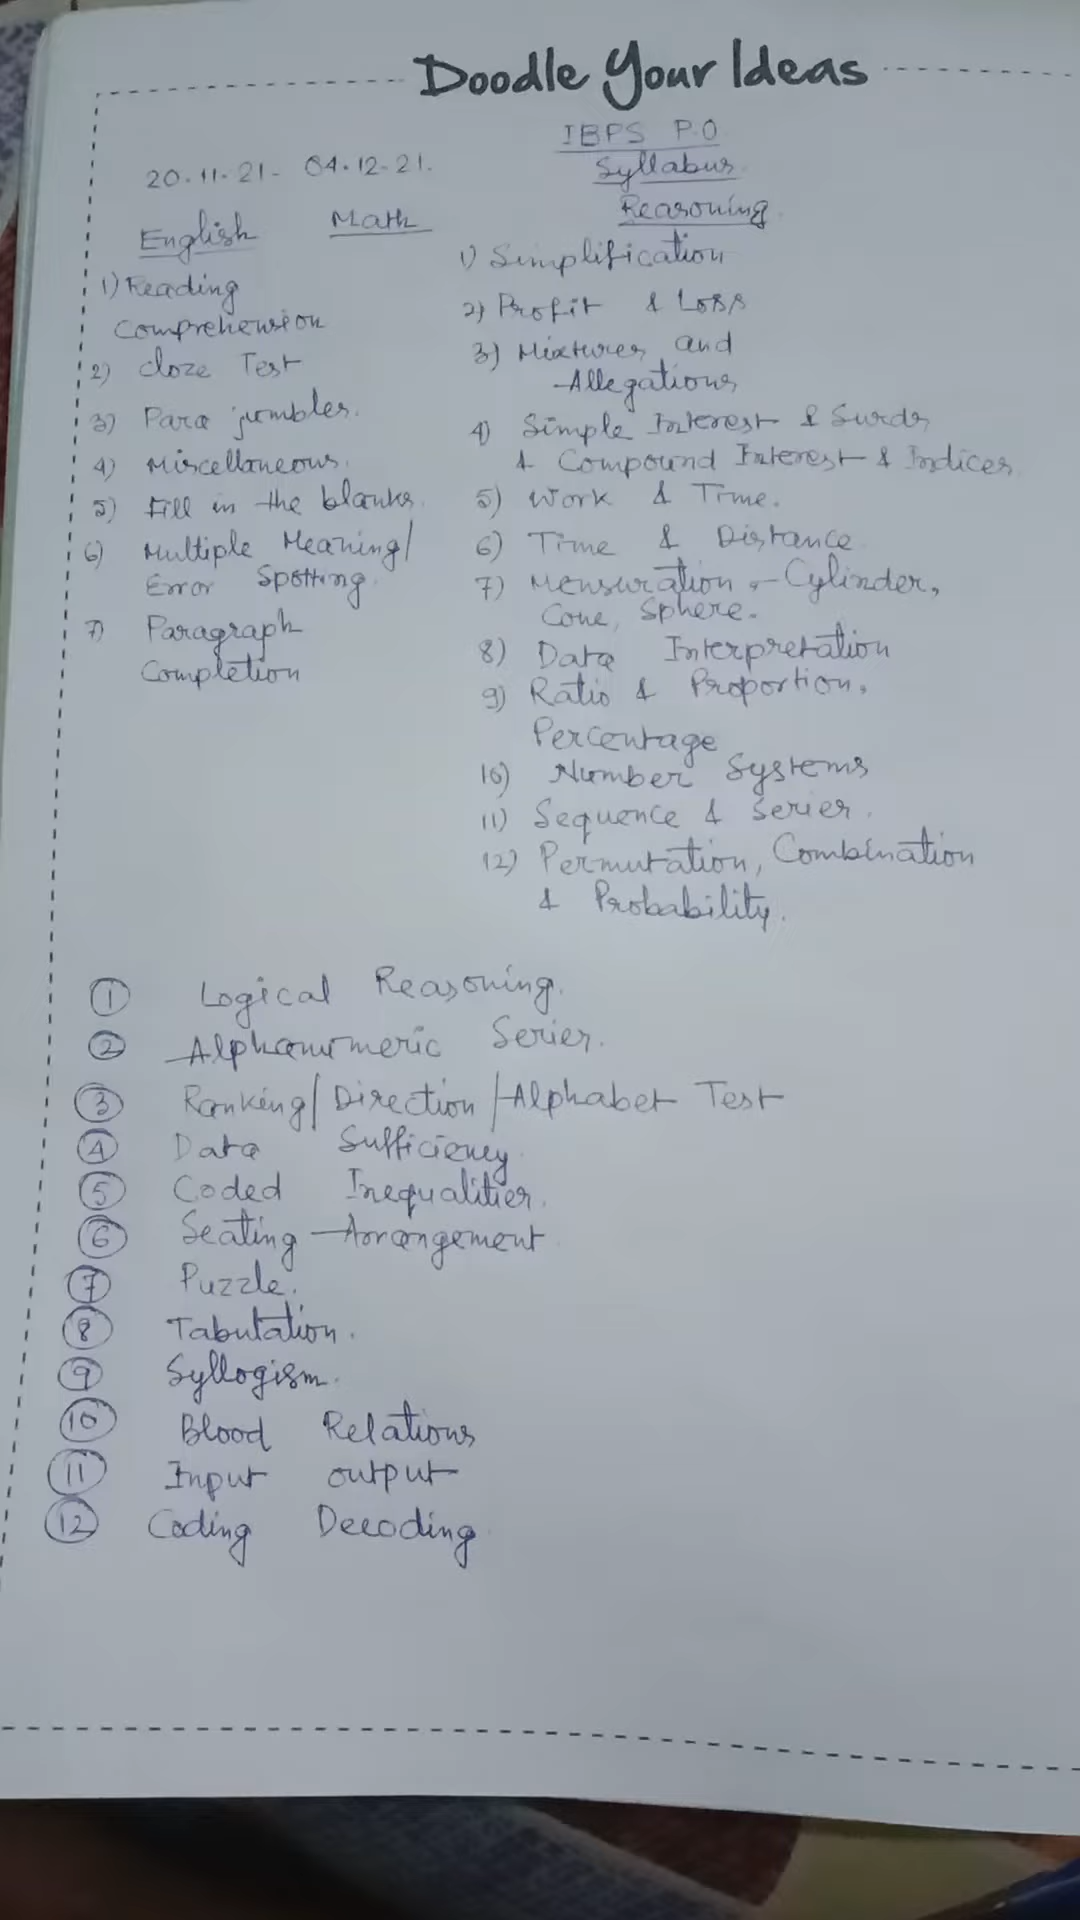 Doodle Your Ideas
IBPS P.O
20.11.21- 04.12.21.
Syllabus
Reasoning
English
Math
1) Reading
Comprehension
2) Cloze Test
3) Para jumbles.
4) Miscellaneous.
5) Fill in the blanks.
6) Multiple Meaning/
Error Spotting.
7) Paragraph
Completion
1) Simplification
2) Profit & Loss
3) Mixtures and
Allegations
4) Simple Interest & Surds
& Compound Interest & Indices
5) Work & Time.
6) Time & Distance
7) Mensuration - Cylinder,
Cone, Sphere.
8) Data Interpretation
9) Ratio & Proportion,
Percentage
10) Number Systems
11) Sequence & Series.
12) Permutation, Combination
& Probability.
1 Logical Reasoning.
2 Alphanumeric Series.
3 Ranking/Direction/Alphabet Test
4 Data Sufficiency
5 Coded Inequalities.
6 Seating Arrangement
7 Puzzle.
8 Tabutation.
9 Syllogism.
10 Blood Relations
11 Input output
12 Coding Decoding